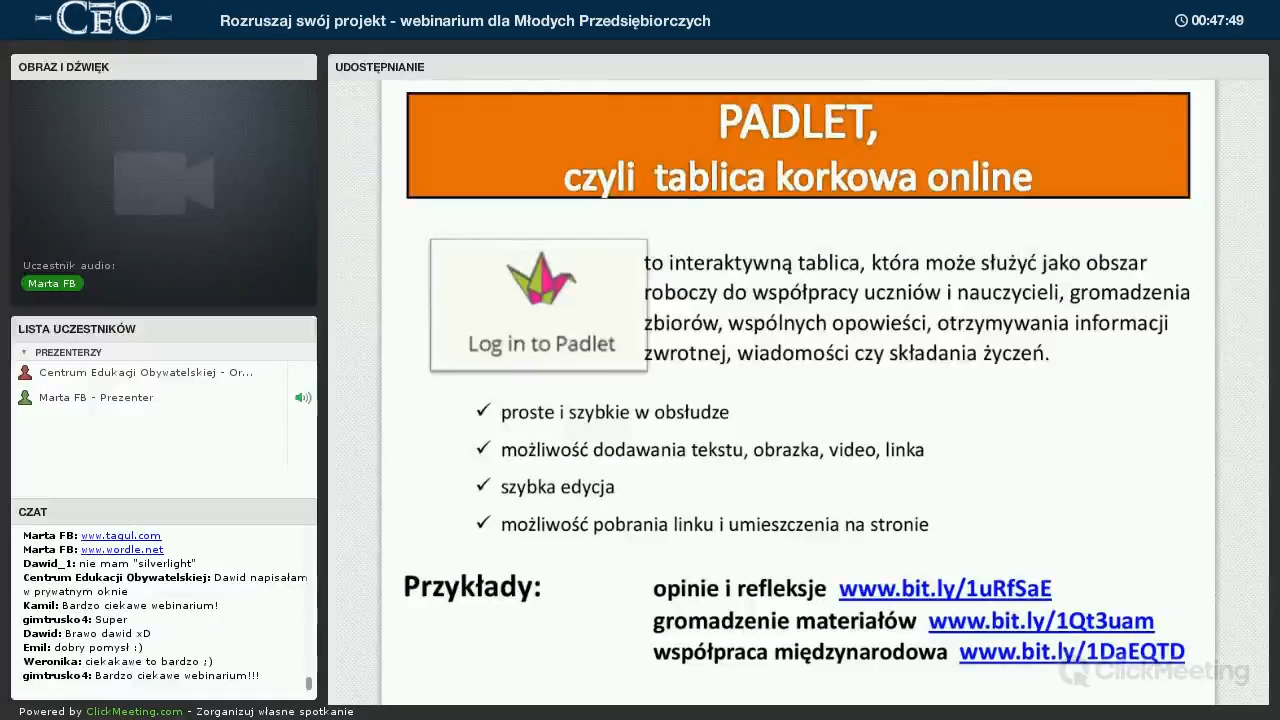 CEO
Rozruszaj swój projekt - webinarium dla Młodych Przedsiębiorczych
00:47:49
OBRAZ I DŹWIĘK
Uczestnik audio:
Marta FB
LISTA UCZESTNIKÓW
PREZENTERZY
Centrum Edukagi Obywatelskiej - Or...
Marta FB - Prezenter
CZAT
Marta FB: www.tagul.com
Marta FB: www.wordle.net
Dawid_1: nie mam "silverlight"
Centrum Edukacji Obywatelskiej: Dawid napisałam
w prywatnym oknie
Kamil: Bardzo ciekawe webinarium!
gimtrusko4: Super
Dawid: Brawo dawid xD
Emil: dobry pomysł :)
Weronika: ciekakawe to bardzo ;)
gimtrusko4: Bardzo ciekawe webinarium!!!
UDOSTĘPNIANIE
PADLET,
czyli tablica korkowa online
Log in to Padlet
to interaktywną tablica, która może służyć jako obszar
roboczy do współpracy uczniów i nauczycieli, gromadzenia
zbiorów, wspólnych opowieści, otrzymywania informacji
zwrotnej, wiadomości czy składania życzeń.
✓ proste i szybkie w obsłudze
✓ możliwość dodawania tekstu, obrazka, video, linka
✓ szybka edycja
✓ możliwość pobrania linku i umieszczenia na stronie
Przykłady: opinie i refleksje www.bit.ly/1uRfSaE
gromadzenie materiałów www.bit.ly/1Qt3uam
współpraca międzynarodowa www.bit.ly/1DaEQTD
ClickMeeting
Powered by ClickMeeting.com - Zorganizuj własne spotkanie